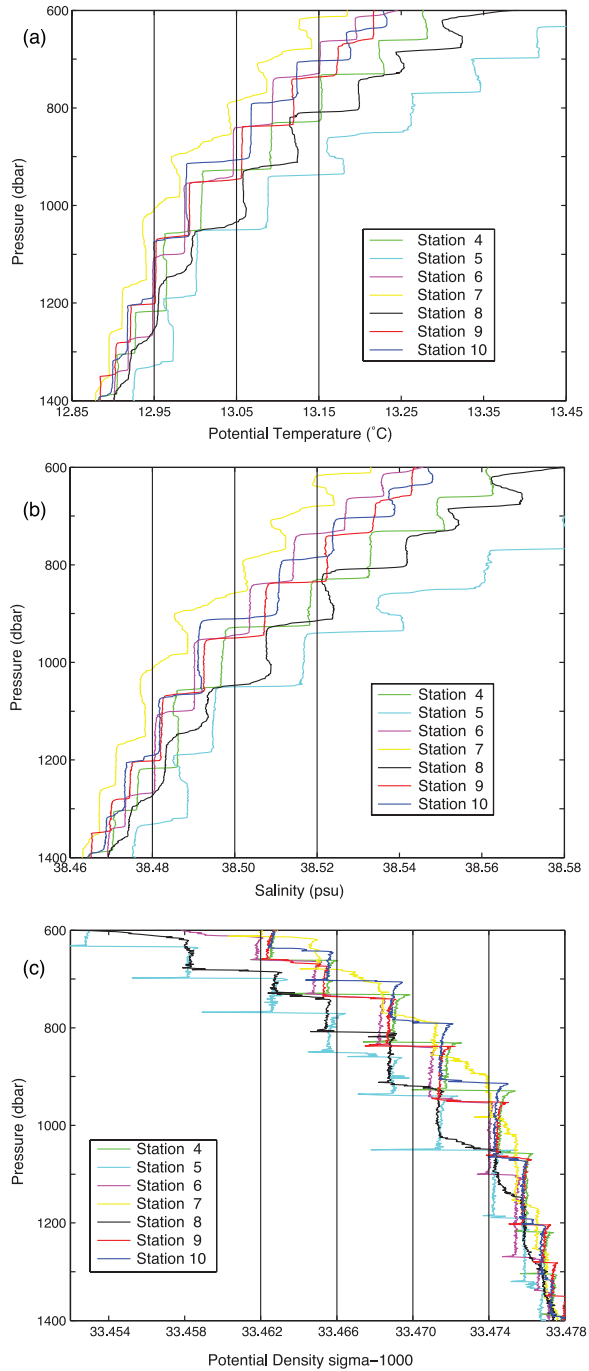 (a)
600
800
1000
1200
1400
Pressure (dbar)
Station 4
Station 5
Station 6
Station 7
Station 8
Station 9
Station 10
12.85 12.95 13.05 13.15 13.25 13.35 13.45
Potential Temperature (˚C)
(b)
600
800
1000
1200
1400
Pressure (dbar)
Station 4
Station 5
Station 6
Station 7
Station 8
Station 9
Station 10
38.46 38.48 38.50 38.52 38.54 38.56 38.58
Salinity (psu)
(c)
600
800
1000
1200
1400
Pressure (dbar)
Station 4
Station 5
Station 6
Station 7
Station 8
Station 9
Station 10
33.454 33.458 33.462 33.466 33.470 33.474 33.478
Potential Density sigma−1000